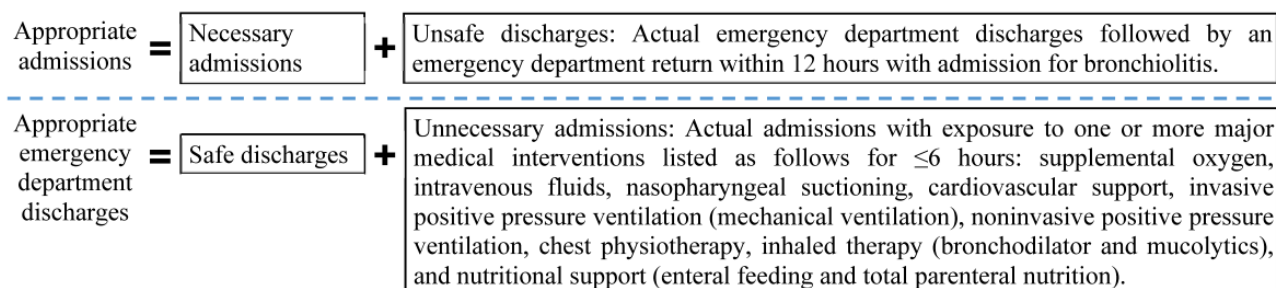 Appropriate admissions
=
Necessary admissions
+
Unsafe discharges: Actual emergency department discharges followed by an
emergency department return within 12 hours with admission for bronchiolitis.
Appropriate
emergency
department
discharges
=
Safe discharges
+
Unnecessary admissions: Actual admissions with exposure to one or more major
medical interventions listed as follows for ≤6 hours: supplemental oxygen,
intravenous fluids, nasopharyngeal suctioning, cardiovascular support, invasive
positive pressure ventilation (mechanical ventilation), noninvasive positive pressure
ventilation, chest physiotherapy, inhaled therapy (bronchodilator and mucolytics),
and nutritional support (enteral feeding and total parenteral nutrition).